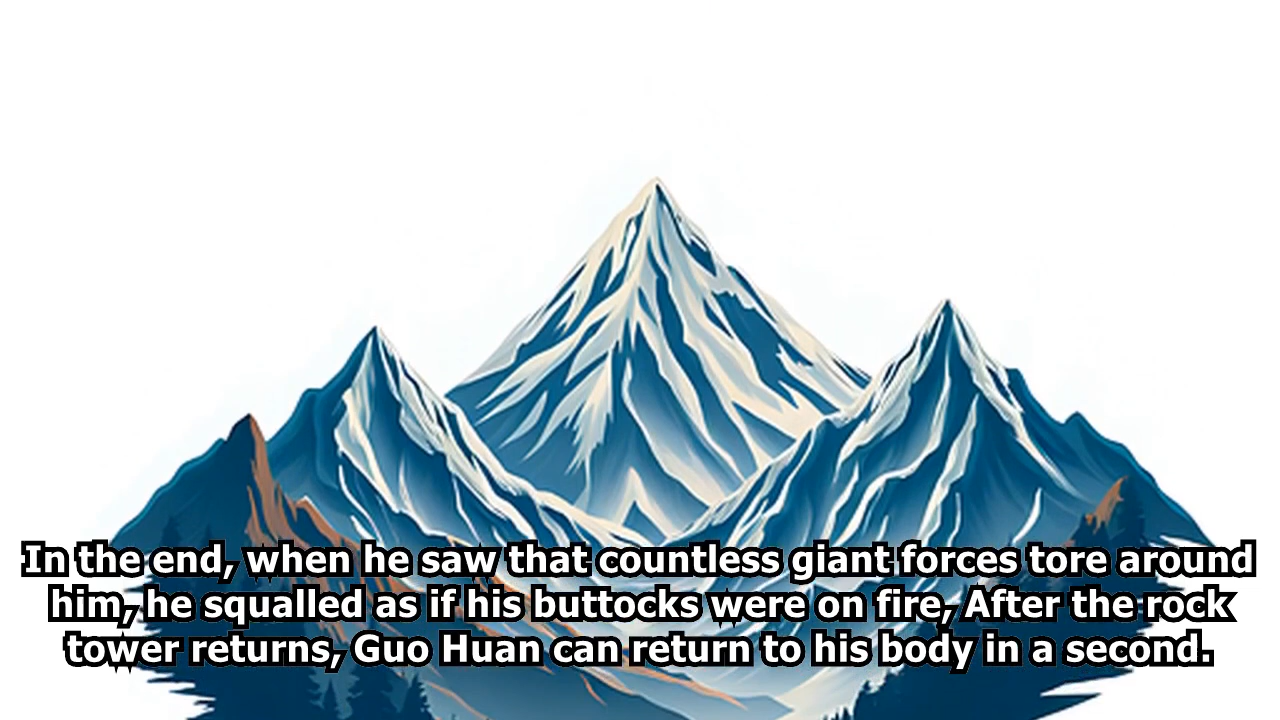 In the end, when he saw that countless giant forces tore around
him, he squalled as if his buttocks were on fire, After the rock
tower returns, Guo Huan can return to his body in a second.